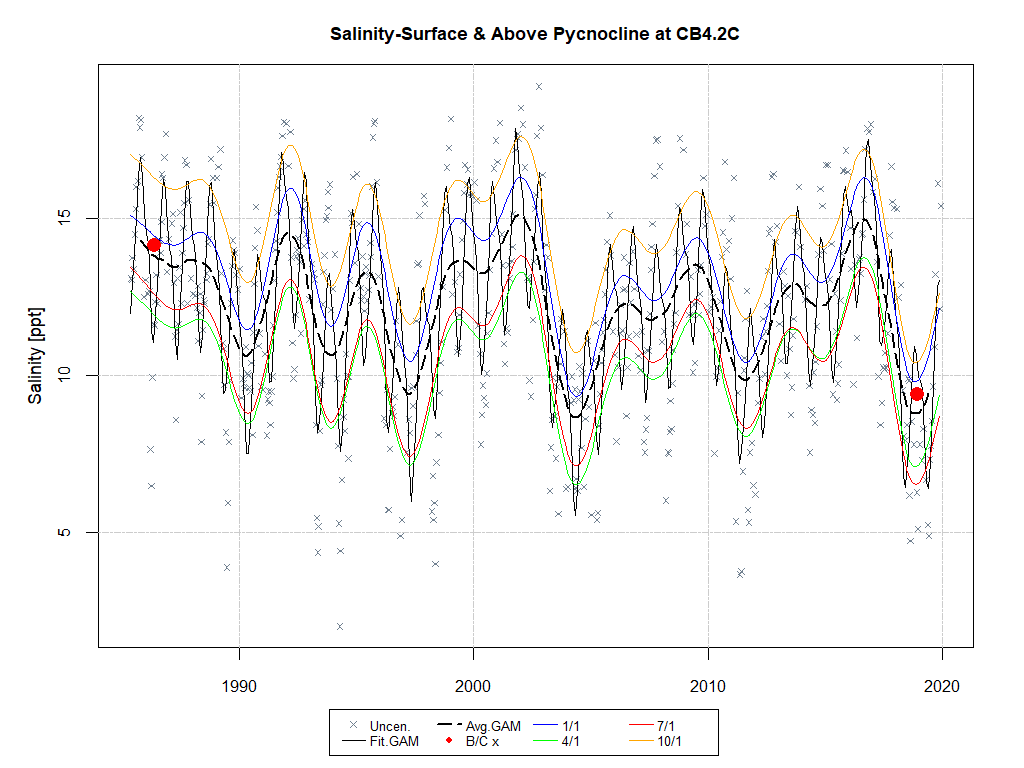 Salinity-Surface & Above Pycnocline at CB4.2C
Salinity [ppt]
15
10
5
1990 2000 2010 2020
Uncen. Avg.GAM 1/1 7/1
Fit.GAM B/C x 4/1 10/1